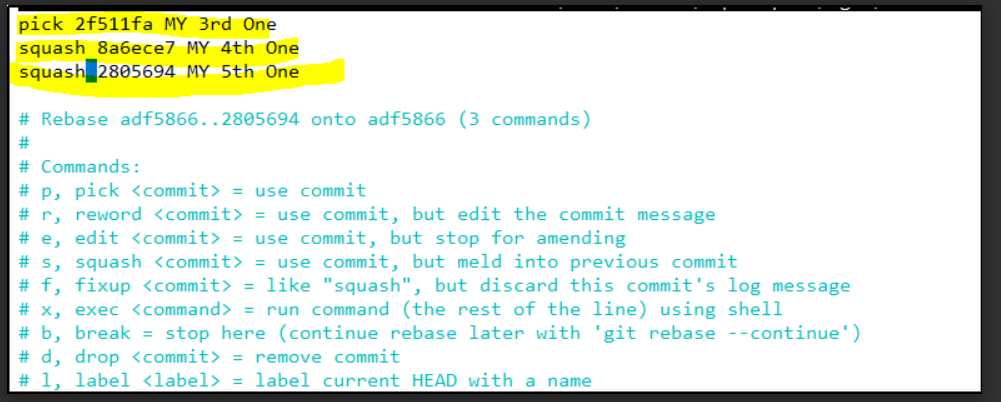 pick 2f511fa MY 3rd One
squash 8a6ece7 MY 4th One
squash 2805694 MY 5th One
# Rebase adf5866..2805694 onto adf5866 (3 commands)
#
# Commands:
# p, pick <commit> = use commit
# r, reword <commit> = use commit, but edit the commit message
# e, edit <commit> = use commit, but stop for amending
# s, squash <commit> = use commit, but meld into previous commit
# f, fixup <commit> = like "squash", but discard this commit's log message
# x, exec <command> = run command (the rest of the line) using shell
# b, break = stop here (continue rebase later with 'git rebase --continue')
# d, drop <commit> = remove commit
# l, label <label> = label current HEAD with a name